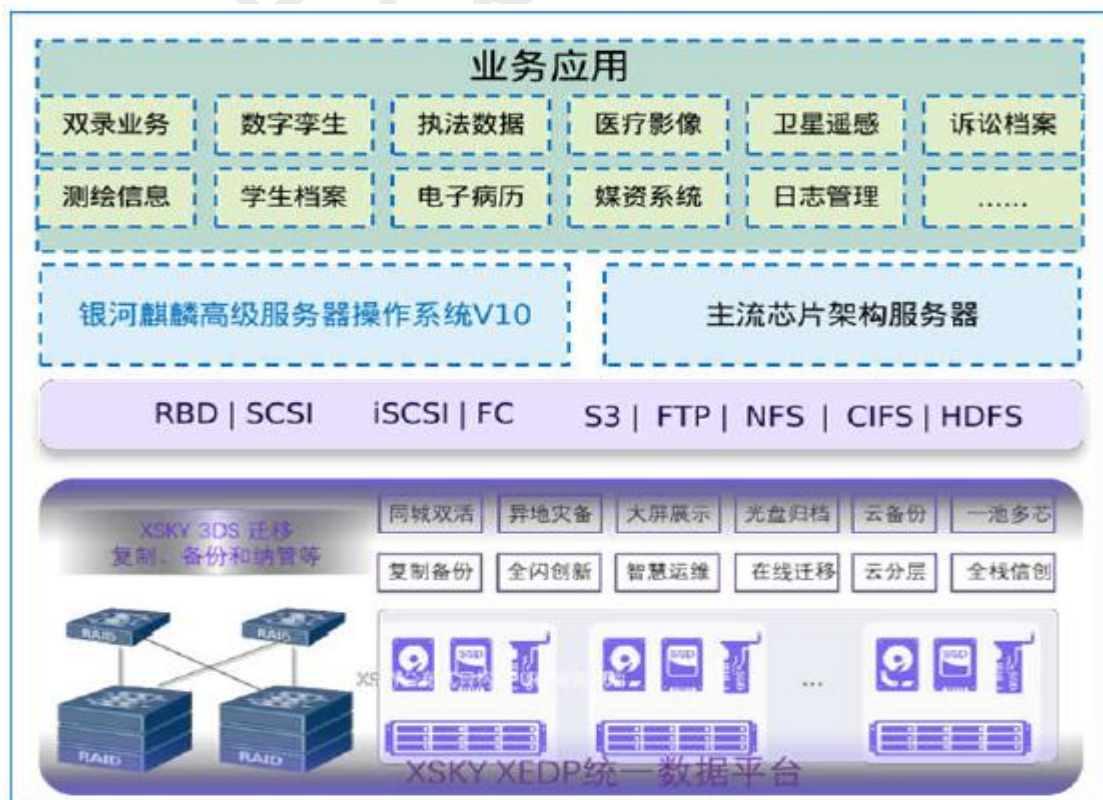 业务应用
双录业务 数字孪生 执法数据 医疗影像 卫星遥感 诉讼档案
测绘信息 学生档案 电子病历 媒资系统 日志管理 ......
银河麒麟高级服务器操作系统V10 主流芯片架构服务器
RBD | SCSI iSCSI | FC S3 | FTP | NFS | CIFS | HDFS
XSKY 3DS 迁移
复制、备份和纳管等
同城双活 异地灾备 大屏展示 光盘归档 云备份 一池多芯
复制备份 全闪创新 智慧运维 在线迁移 云分层 全栈信创
RAID RAID
SSD SSD ... SSD
RAID RAID
XSKY XEDP统一数据平台